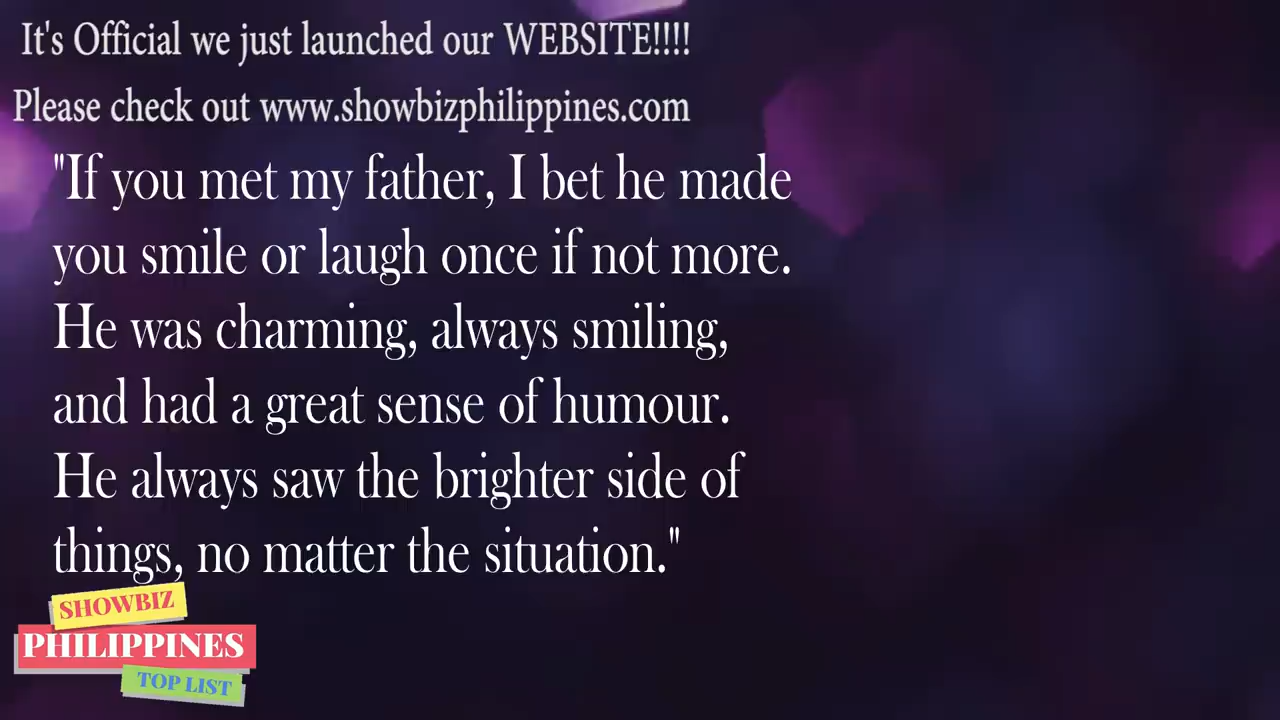 It's Official we just launched our WEBSITE!!!!
Please check out www.showbizphilippines.com
"If you met my father, I bet he made
you smile or laugh once if not more.
He was charming, always smiling,
and had a great sense of humour.
He always saw the brighter side of
things, no matter the situation."
SHOWBIZ
PHILIPPINES
TOP LIST